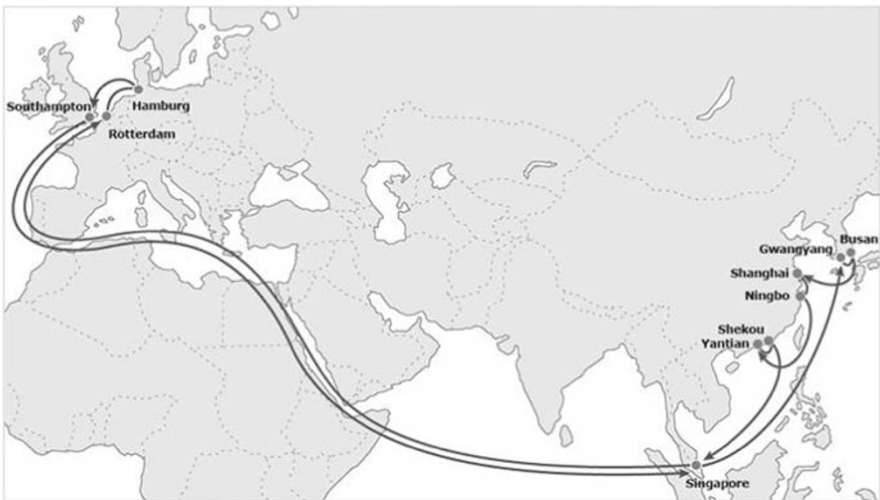 Southampton
Hamburg
Rotterdam
Busan
Gwangyang
Shanghai
Ningbo
Shekou
Yantian
Singapore